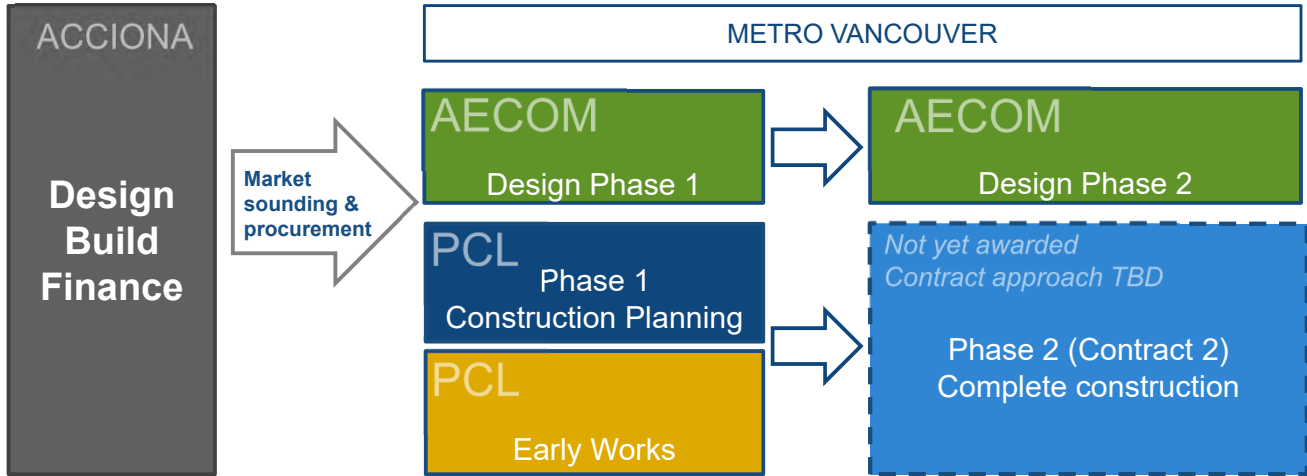 ACCIONA
Design
Build
Finance
Market
sounding &
procurement
METRO VANCOUVER
AECOM
Design Phase 1
AECOM
Design Phase 2
PCL
Phase 1
Construction Planning
PCL
Early Works
Not yet awarded
Contract approach TBD
Phase 2 (Contract 2)
Complete construction